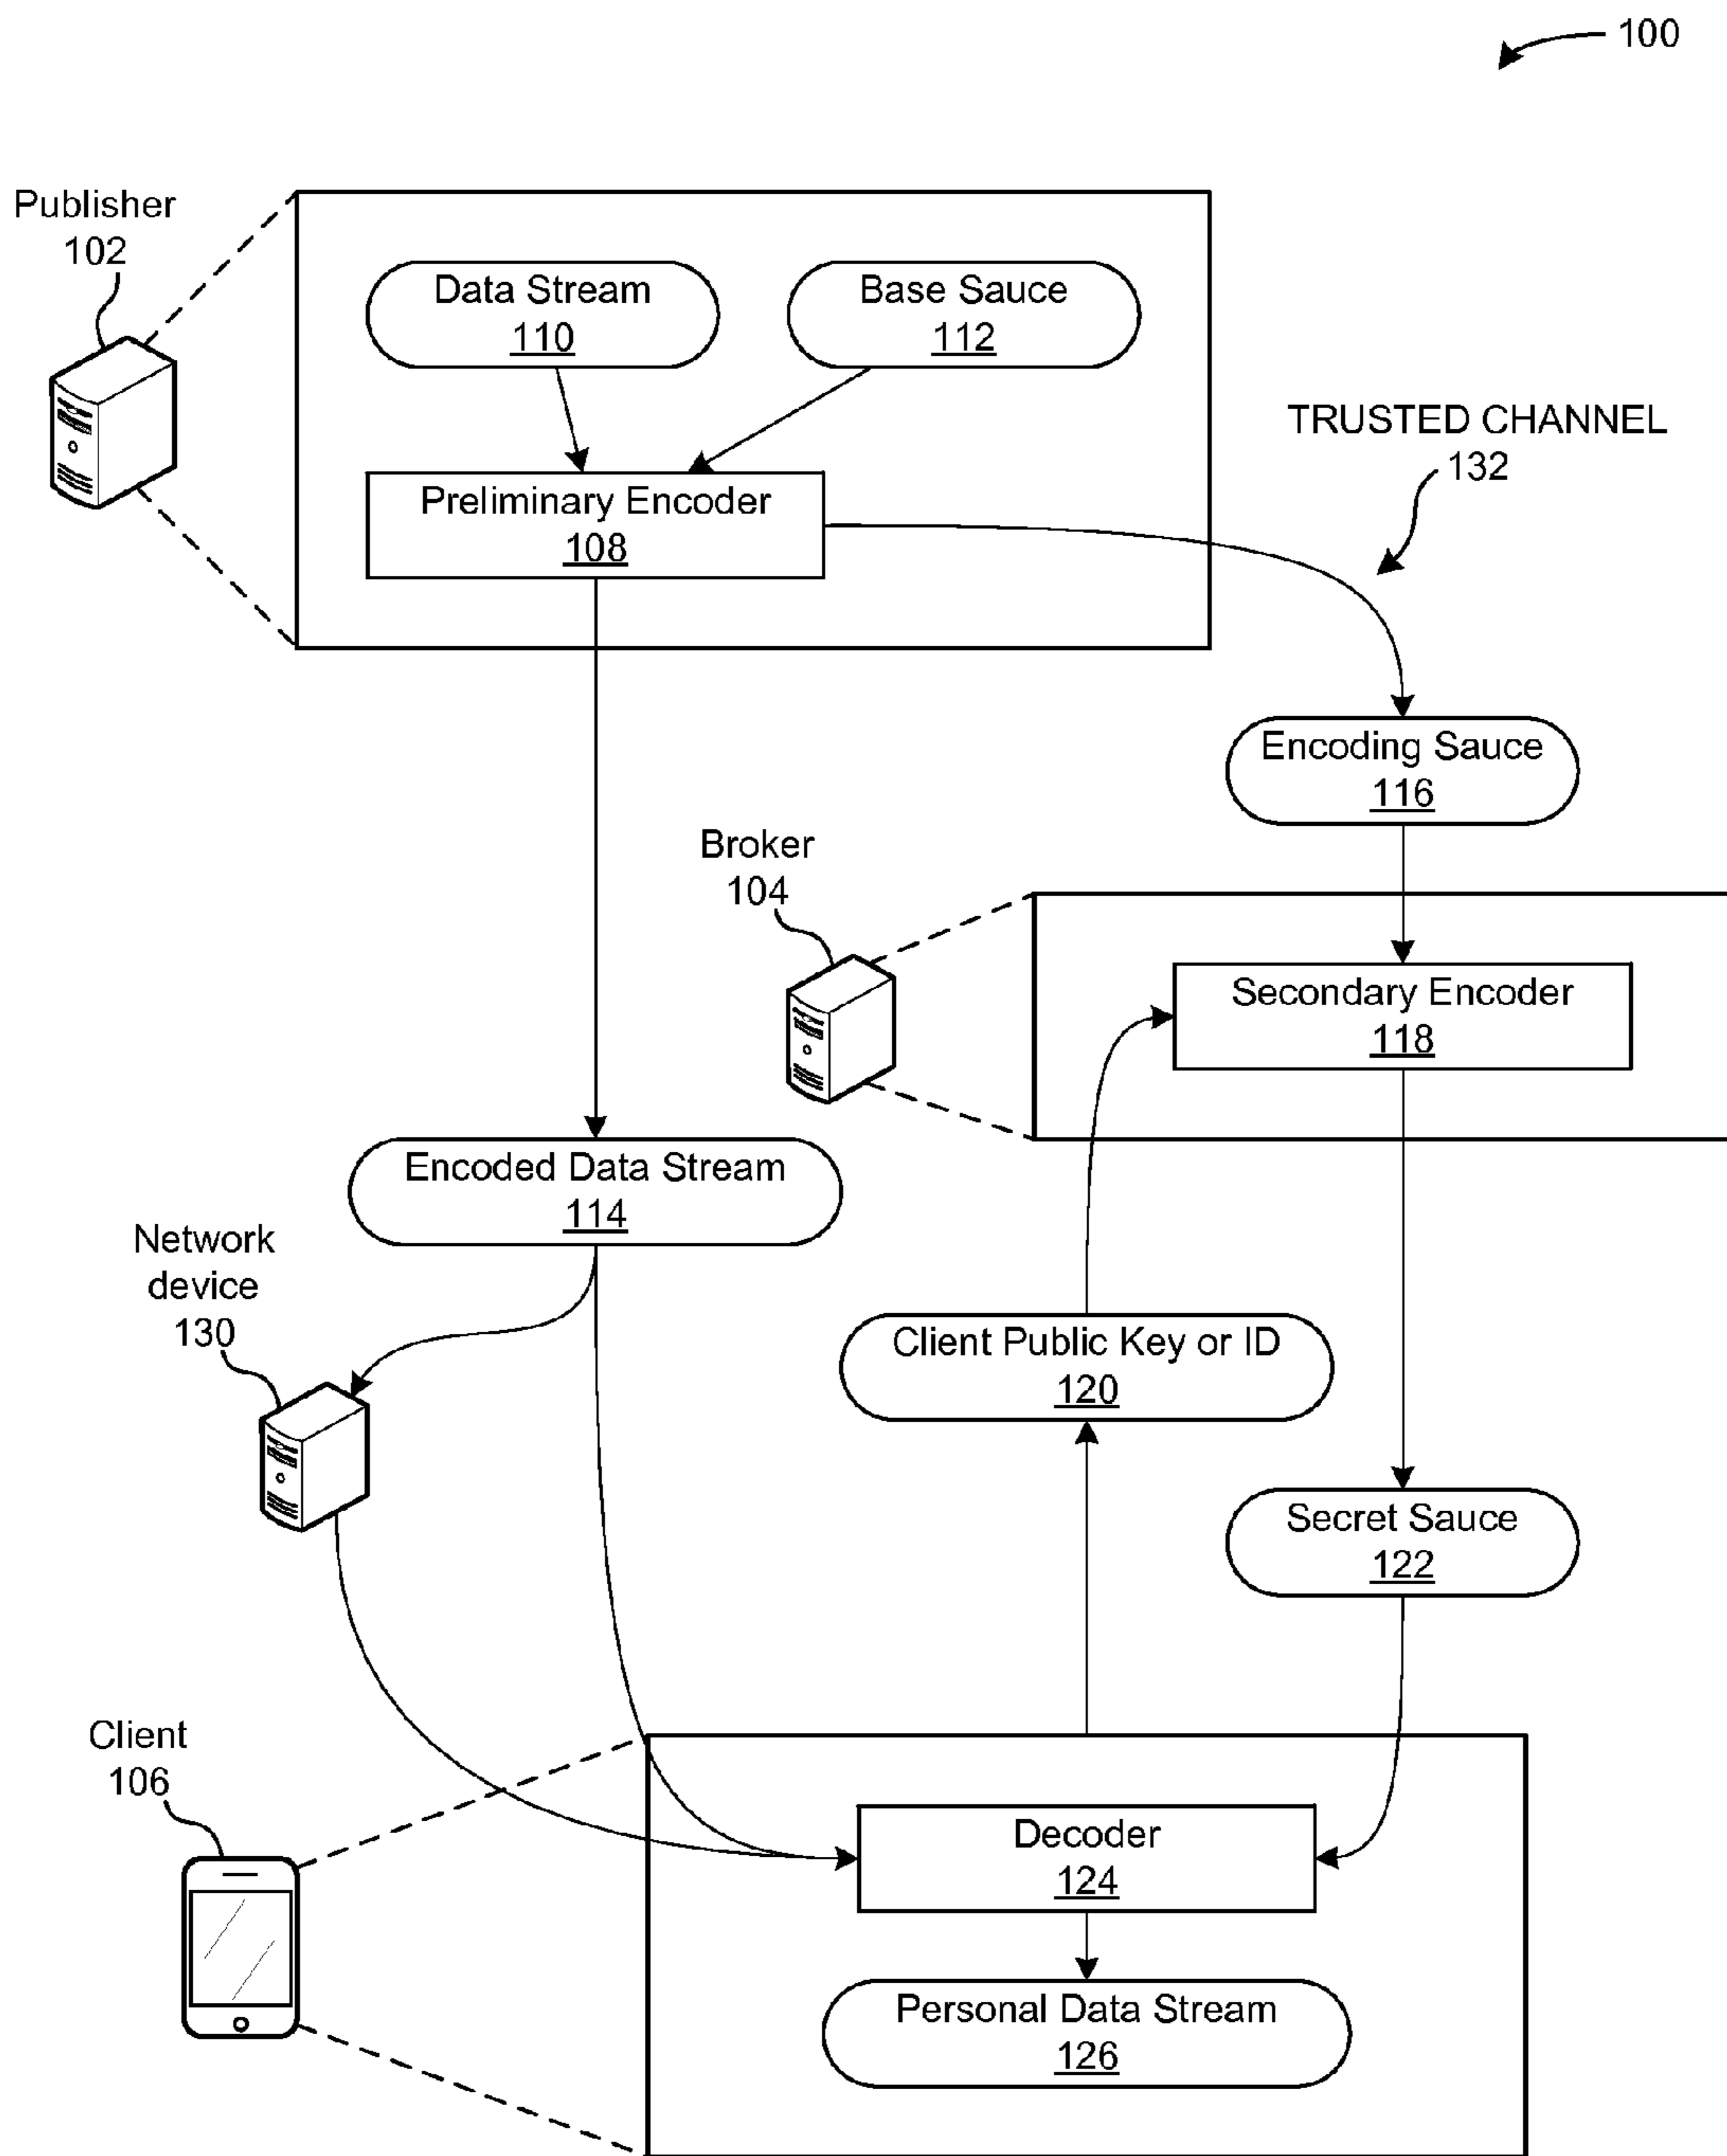 100
Publisher
102
Data Stream
110
Base Sauce
112
TRUSTED CHANNEL
132
Preliminary Encoder
108
Encoding Sauce
116
Broker
104
Secondary Encoder
118
Encoded Data Stream
114
Network
device
130
Client Public Key or ID
120
Secret Sauce
122
Client
106
Decoder
124
Personal Data Stream
126